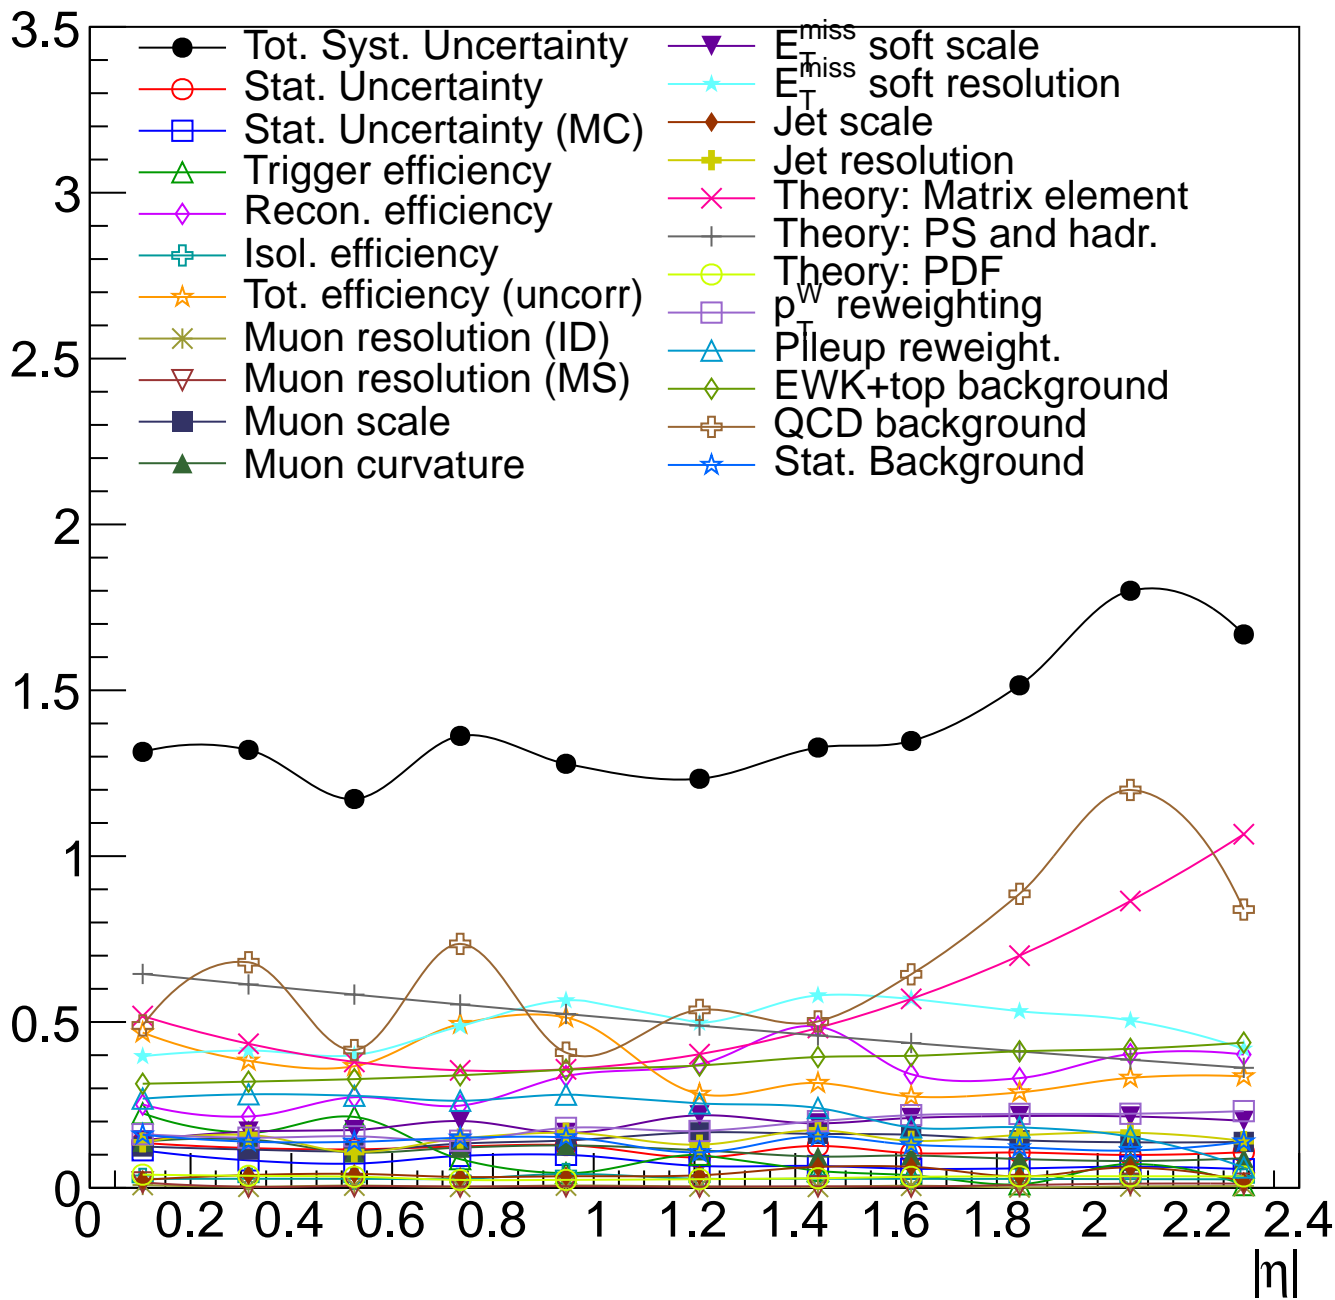 3.5
3
2.5
2
1.5
1
0.5
0
Tot. Syst. Uncertainty
Stat. Uncertainty
Stat. Uncertainty (MC)
Trigger efficiency
Recon. efficiency
Isol. efficiency
Tot. efficiency (uncorr)
Muon resolution (ID)
Muon resolution (MS)
Muon scale
Muon curvature
E_T^miss soft scale
E_T^miss soft resolution
Jet scale
Jet resolution
Theory: Matrix element
Theory: PS and hadr.
Theory: PDF
p_T^W reweighting
Pileup reweight.
EWK+top background
QCD background
Stat. Background
0 0.2 0.4 0.6 0.8 1 1.2 1.4 1.6 1.8 2 2.2 2.4
|η|